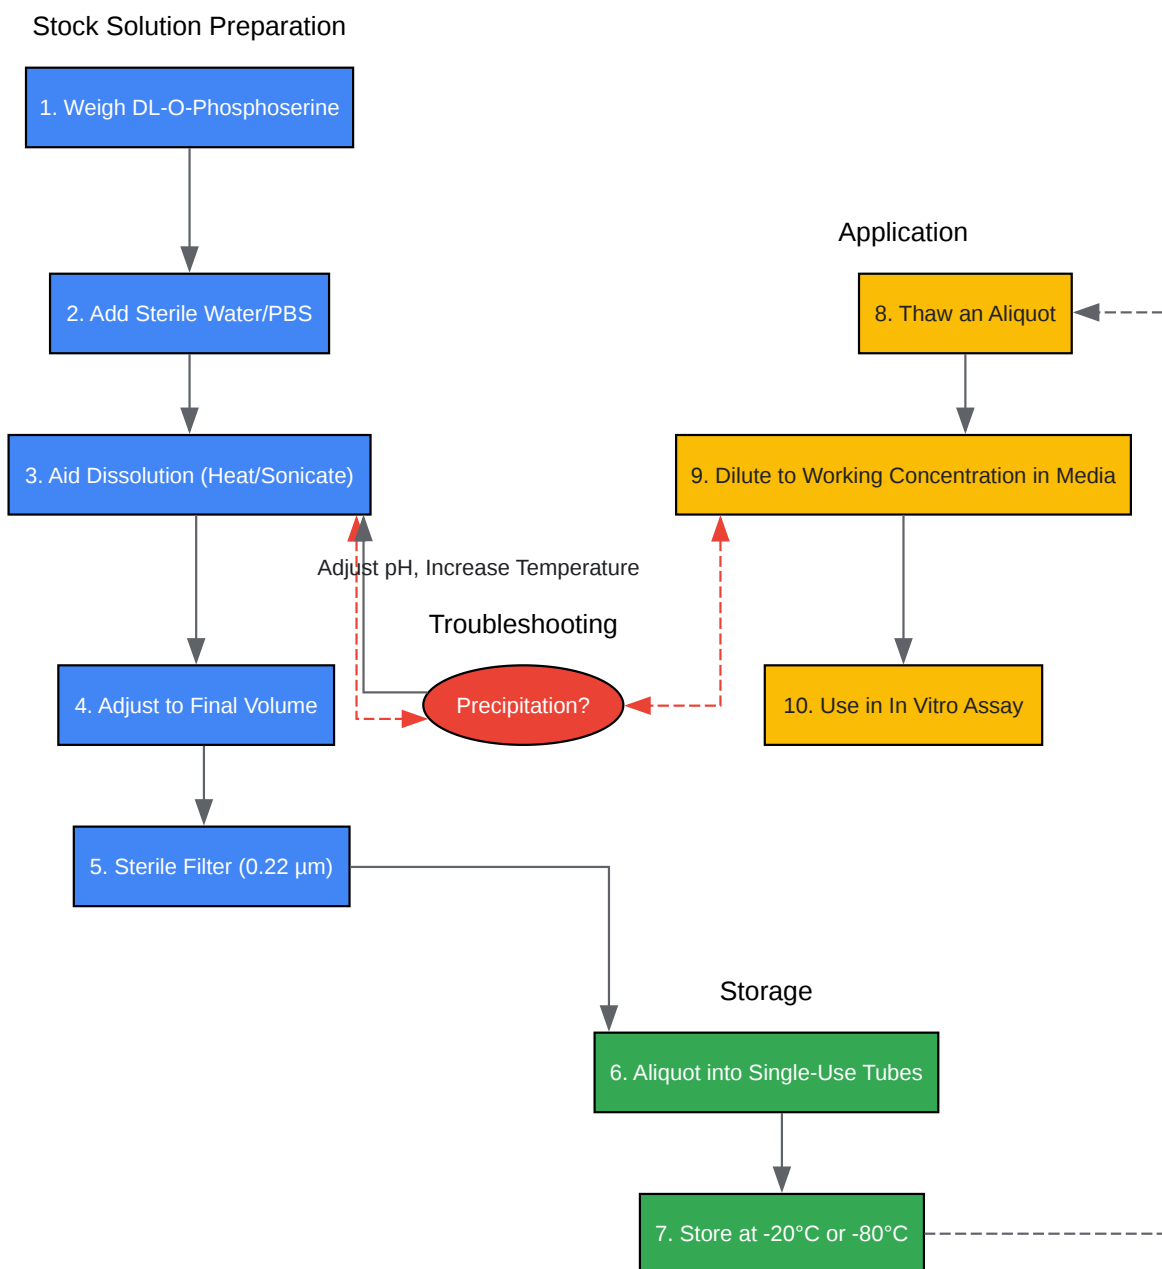 Stock Solution Preparation
1. Weigh DL-O-Phosphoserine
2. Add Sterile Water/PBS
3. Aid Dissolution (Heat/Sonicate)
Adjust pH, Increase Temperature
Troubleshooting
Precipitation?
4. Adjust to Final Volume
5. Sterile Filter (0.22 µm)
Storage
6. Aliquot into Single-Use Tubes
7. Store at -20°C or -80°C
Application
8. Thaw an Aliquot
9. Dilute to Working Concentration in Media
10. Use in In Vitro Assay